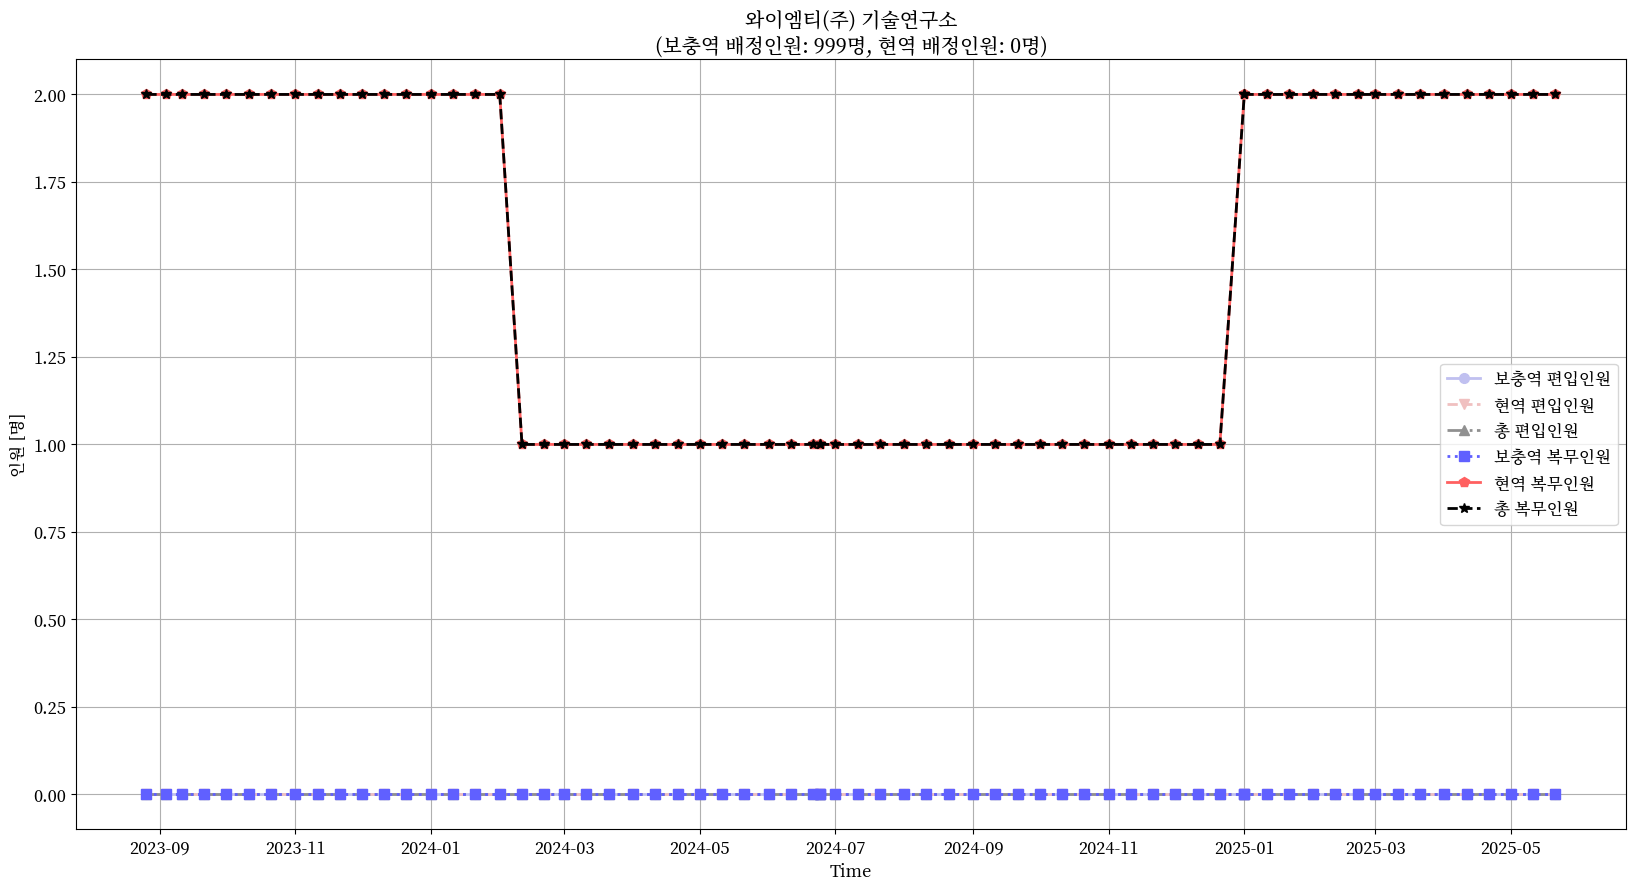 와이엠티(주) 기술연구소
(보충역 배정인원: 999명, 현역 배정인원: 0명)
2.00
1.75
1.50
1.25
1.00
0.75
0.50
0.25
0.00
인원 [명]
보충역 편입인원
현역 편입인원
총 편입인원
보충역 복무인원
현역 복무인원
총 복무인원
2023-09
2023-11
2024-01
2024-03
2024-05
2024-07
2024-09
2024-11
2025-01
2025-03
2025-05
Time